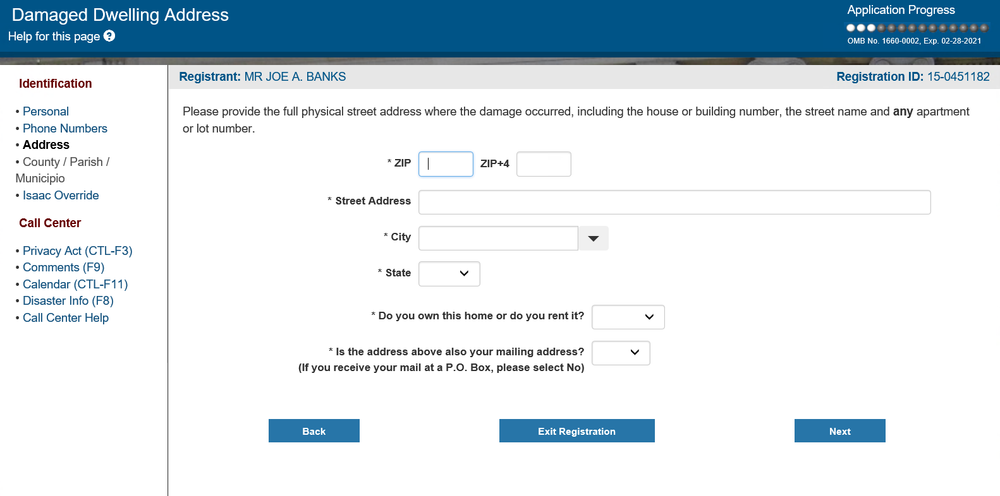 Damaged Dwelling Address
Help for this page ?
Application Progress
OMB No. 1660-0002, Exp. 02-28-2021
Identification
• Personal
• Phone Numbers
• Address
• County / Parish /
Municipio
• Isaac Override
Call Center
• Privacy Act (CTL-F3)
• Comments (F9)
• Calendar (CTL-F11)
• Disaster Info (F8)
• Call Center Help
Registrant: MR JOE A. BANKS
Registration ID: 15-0451182
Please provide the full physical street address where the damage occurred, including the house or building number, the street name and any apartment
or lot number.
* ZIP ZIP+4
* Street Address
* City
* State
* Do you own this home or do you rent it?
* Is the address above also your mailing address?
(If you receive your mail at a P.O. Box, please select No)
Back Exit Registration Next